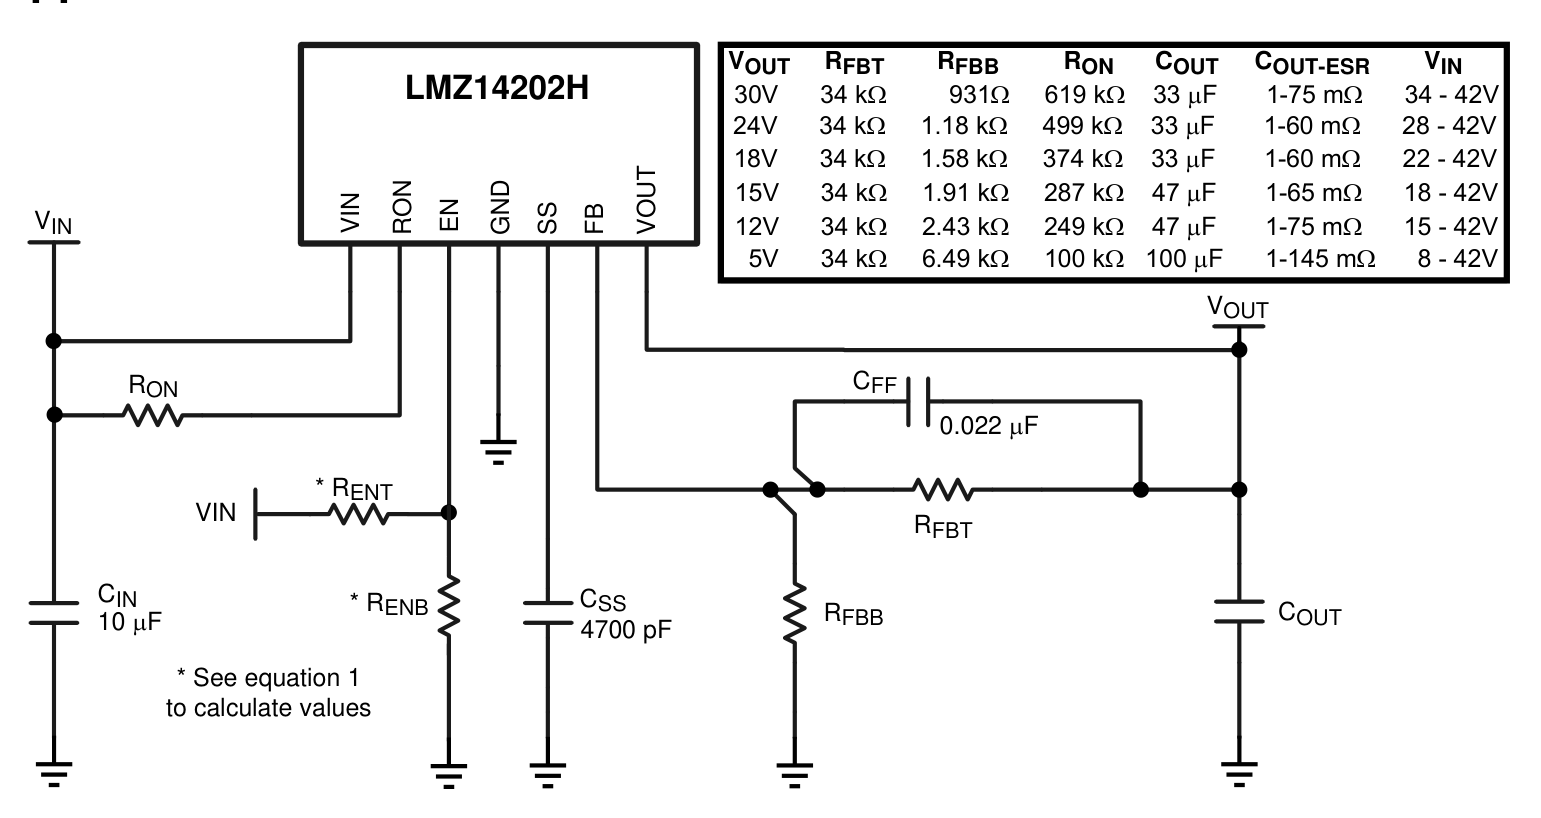 LMZ14202H
VIN
RON
EN
GND
SS
FB
VOUT
VOUT RFBT RFBB RON COUT COUT-ESR VIN
30V 34 kΩ 931Ω 619 kΩ 33 μF 1-75 mΩ 34 - 42V
24V 34 kΩ 1.18 kΩ 499 kΩ 33 μF 1-60 mΩ 28 - 42V
18V 34 kΩ 1.58 kΩ 374 kΩ 33 μF 1-60 mΩ 22 - 42V
15V 34 kΩ 1.91 kΩ 287 kΩ 47 μF 1-65 mΩ 18 - 42V
12V 34 kΩ 2.43 kΩ 249 kΩ 47 μF 1-75 mΩ 15 - 42V
5V 34 kΩ 6.49 kΩ 100 kΩ 100 μF 1-145 mΩ 8 - 42V
VIN
VOUT
RON
CFF
0.022 μF
* RENT
VIN
RFBT
CIN
10 μF
* RENB
CSS
4700 pF
RFBB
COUT
* See equation 1
to calculate values